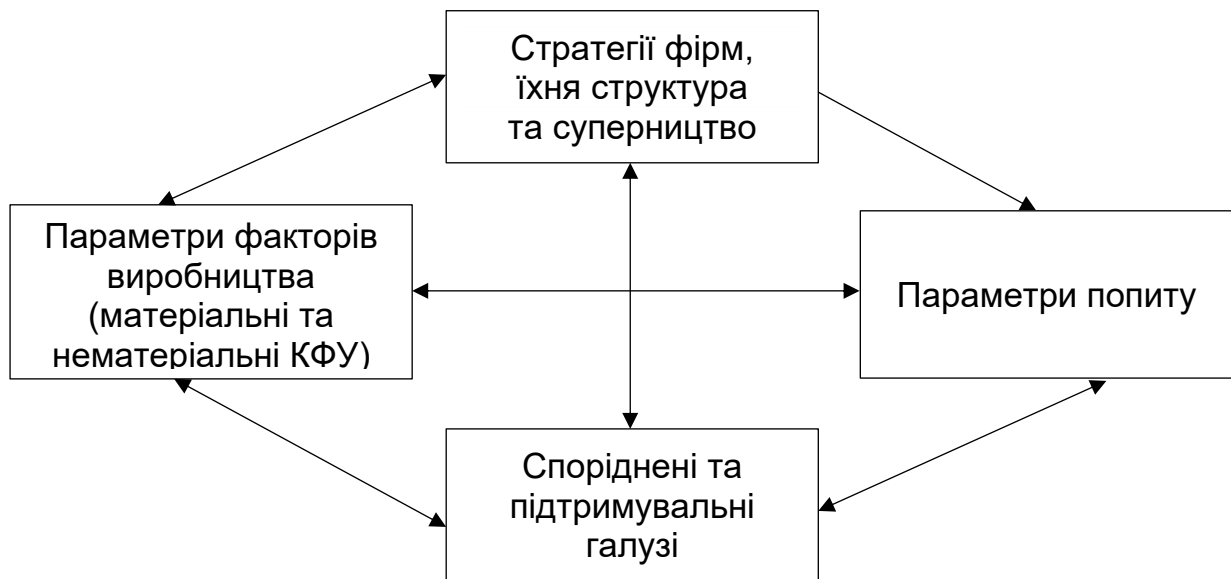 Стратегії фірм,
їхня структура
та суперництво
Параметри факторів
виробництва
(матеріальні та
нематеріальні КФУ)
Параметри попиту
Споріднені та
підтримувальні
галузі